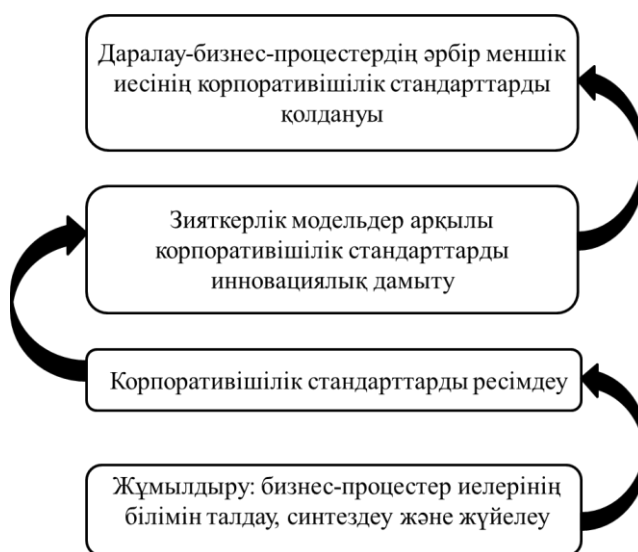 Даралау-бизнес-процестердің әрбір меншік
иесінің корпоративішілік стандарттарды
қолдануы
Зияткерлік модельдер арқылы
корпоративішілік стандарттарды
инновациялық дамыту
Корпоративішілік стандарттарды ресімдеу
Жұмылдыру: бизнес-процестер иелерінің
білімін талдау, синтездеу және жүйелеу